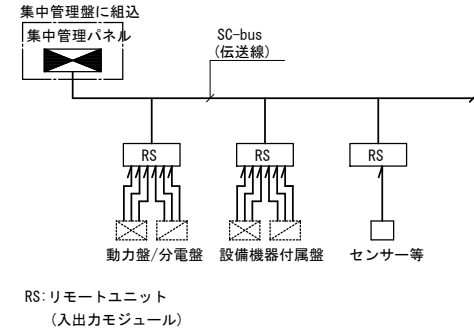 集中管理盤に組込
集中管理パネル
SC-bus
(伝送線)
RS
RS
RS
動力盤/分電盤
設備機器付属盤
センサー等
RS:リモートユニット
(入出力モジュール)